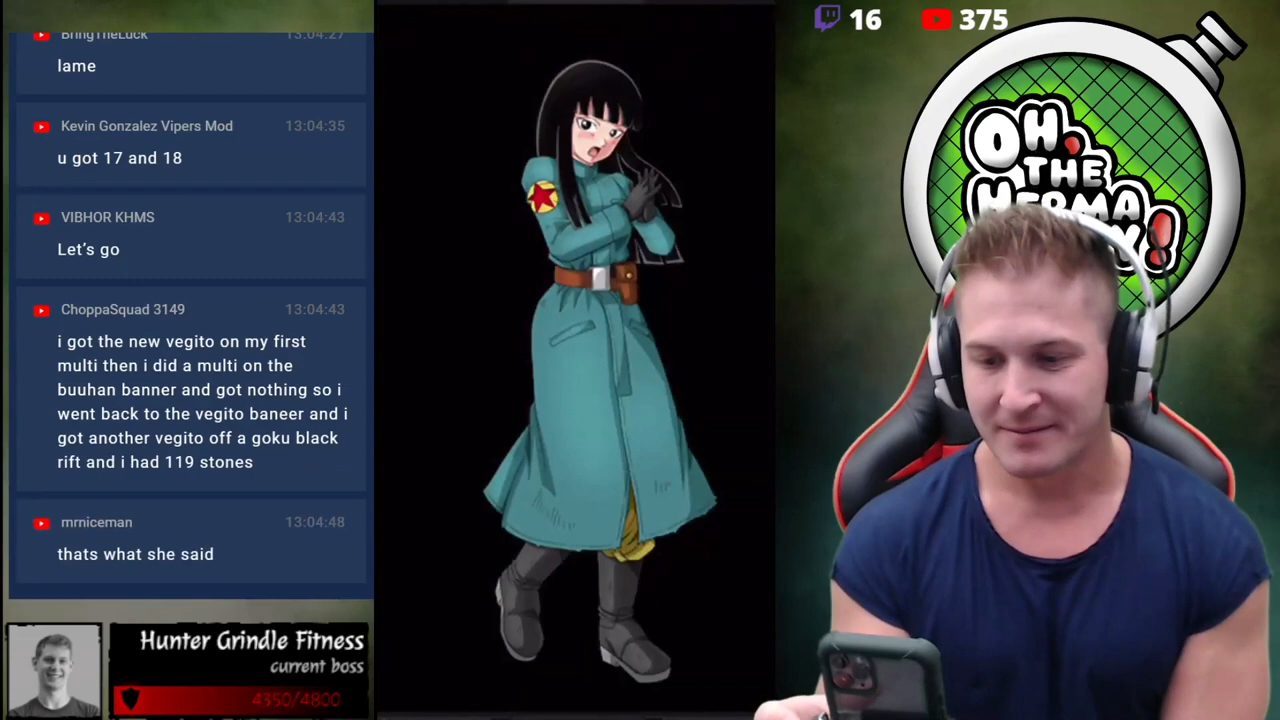 16 375
BringTheLuck 13:04:27
lame
Kevin Gonzalez Vipers Mod 13:04:35
u got 17 and 18
VIBHOR KHMS 13:04:43
Let's go
ChoppaSquad 3149 13:04:43
i got the new vegito on my first
multi then i did a multi on the
buuhan banner and got nothing so i
went back to the vegito baneer and i
got another vegito off a goku black
rift and i had 119 stones
mrniceman 13:04:48
thats what she said
Hunter Grindle Fitness
current boss
4350/4800
OH,
THE